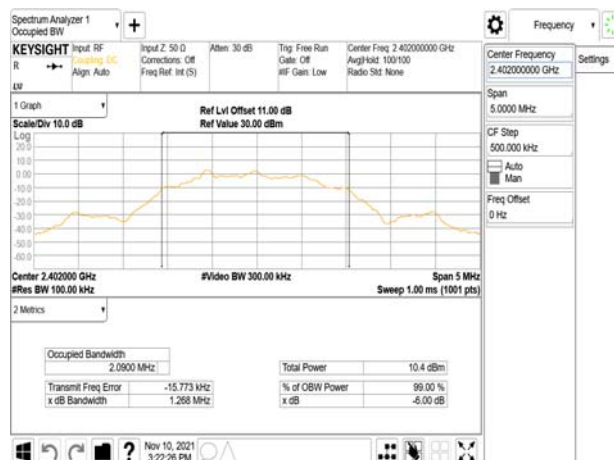 Spectrum Analyzer 1
Occupied BW
+
Frequency
KEYSIGHT
Input: RF
Coupling: DC
Align: Auto
Input Z: 50 Ω
Corrections: Off
Freq Ref: Int (S)
Atten: 30 dB
Trig: Free Run
Gate: Off
#IF Gain: Low
Center Freq: 2.402000000 GHz
Avg|Hold: 100/100
Radio Std: None
R
LXI
Center Frequency
2.402000000 GHz
Settings
Span
5.0000 MHz
CF Step
500.000 kHz
Auto
Man
Freq Offset
0 Hz
1 Graph
Scale/Div 10.0 dB
Ref Lvl Offset 11.00 dB
Ref Value 30.00 dBm
Log
20.0
10.0
0.00
-10.0
-20.0
-30.0
-40.0
-50.0
-60.0
Center 2.402000 GHz
#Res BW 100.00 kHz
#Video BW 300.00 kHz
Span 5 MHz
Sweep 1.00 ms (1001 pts)
2 Metrics
Occupied Bandwidth
2.0900 MHz
Total Power 10.4 dBm
Transmit Freq Error -15.773 kHz
% of OBW Power 99.00 %
x dB Bandwidth 1.268 MHz
x dB -6.00 dB
?
Nov 10, 2021
3:22:26 PM